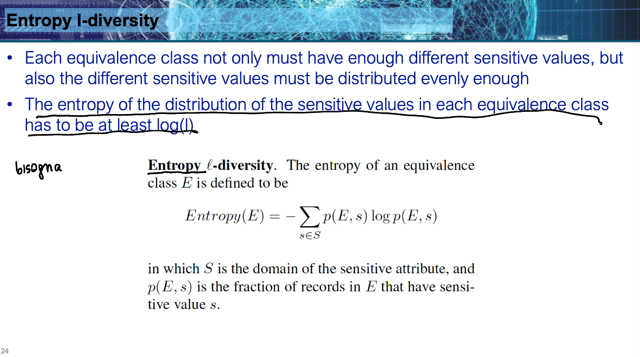 Entropy l-diversity
• Each equivalence class not only must have enough different sensitive values, but
also the different sensitive values must be distributed evenly enough
• The entropy of the distribution of the sensitive values in each equivalence class
has to be at least log(l)
bisogna
Entropy ℓ-diversity. The entropy of an equivalence
class E is defined to be
Entropy(E) = − ∑ p(E, s) log p(E, s)
s∈S
in which S is the domain of the sensitive attribute, and
p(E, s) is the fraction of records in E that have sensi-
tive value s.
24